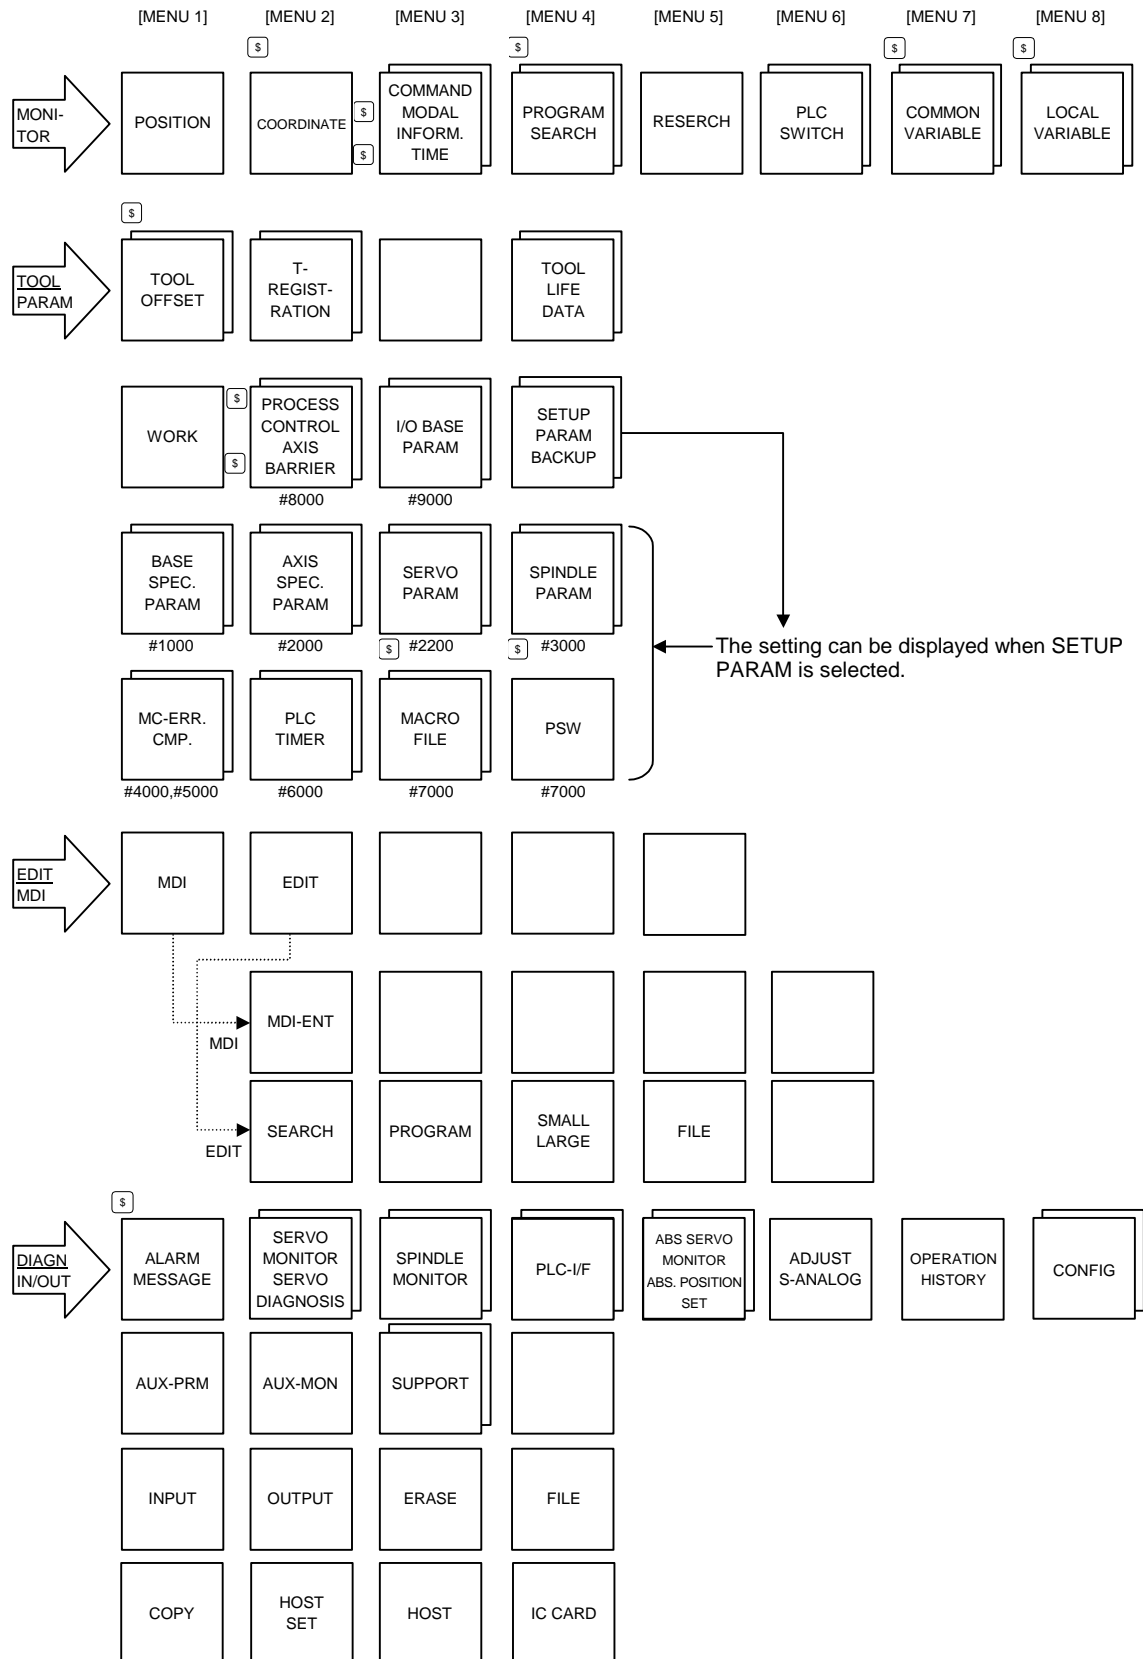 [MENU 1] [MENU 2] [MENU 3] [MENU 4] [MENU 5] [MENU 6] [MENU 7] [MENU 8]
$ $ $ $
MONI-
TOR
POSITION
COORDINATE
$
$
COMMAND
MODAL
INFORM.
TIME
PROGRAM
SEARCH
RESERCH
PLC
SWITCH
COMMON
VARIABLE
LOCAL
VARIABLE
$
TOOL
PARAM
TOOL
OFFSET
T-
REGIST-
RATION
TOOL
LIFE
DATA
WORK
$
$
PROCESS
CONTROL
AXIS
BARRIER
I/O BASE
PARAM
SETUP
PARAM
BACKUP
#8000 #9000
BASE
SPEC.
PARAM
AXIS
SPEC.
PARAM
SERVO
PARAM
SPINDLE
PARAM
#1000 #2000 $ #2200 $ #3000
The setting can be displayed when SETUP
PARAM is selected.
MC-ERR.
CMP.
PLC
TIMER
MACRO
FILE
PSW
#4000,#5000 #6000 #7000 #7000
EDIT
MDI
MDI
EDIT
MDI
MDI-ENT
EDIT
SEARCH
PROGRAM
SMALL
LARGE
FILE
$
DIAGN
IN/OUT
ALARM
MESSAGE
SERVO
MONITOR
SERVO
DIAGNOSIS
SPINDLE
MONITOR
PLC-I/F
ABS SERVO
MONITOR
ABS. POSITION
SET
ADJUST
S-ANALOG
OPERATION
HISTORY
CONFIG
AUX-PRM
AUX-MON
SUPPORT
INPUT
OUTPUT
ERASE
FILE
COPY
HOST
SET
HOST
IC CARD